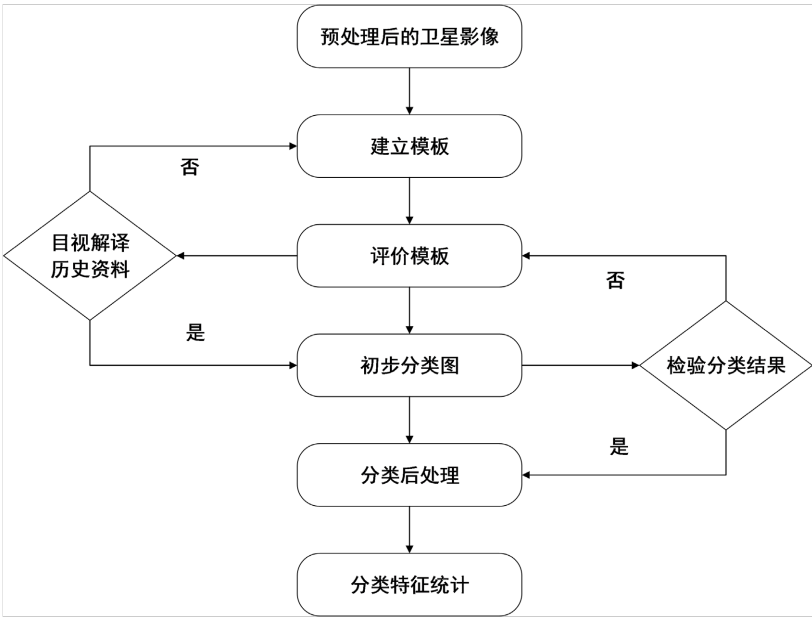 预处理后的卫星影像
建立模板
否
目视解译
历史资料
评价模板
否
是
初步分类图
检验分类结果
是
分类后处理
分类特征统计